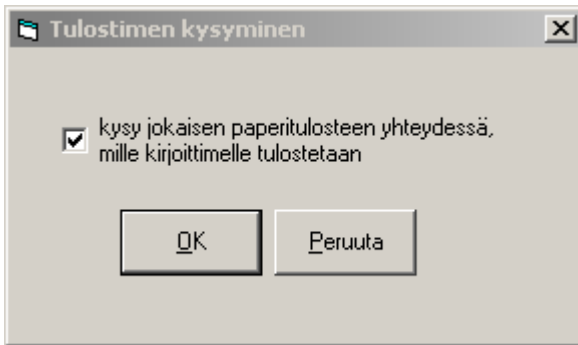 Tulostimen kysyminen
kysy jokaisen paperitulosteen yhteydessä,
mille kirjoittimelle tulostetaan
OK
Peruuta